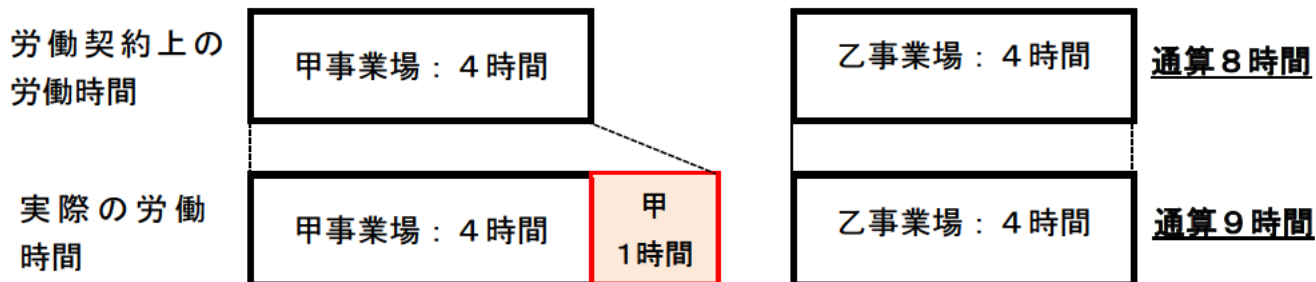 労働契約上の
労働時間
甲事業場：４時間
乙事業場：４時間
通算８時間
実際の労働
時間
甲事業場：４時間
甲
１時間
乙事業場：４時間
通算９時間